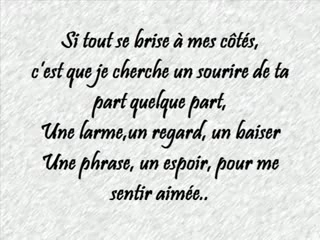 Si tout se brise à mes côtés,
c'est que je cherche un sourire de ta
part quelque part,
Une larme,un regard, un baiser
Une phrase, un espoir, pour me
sentir aimée..